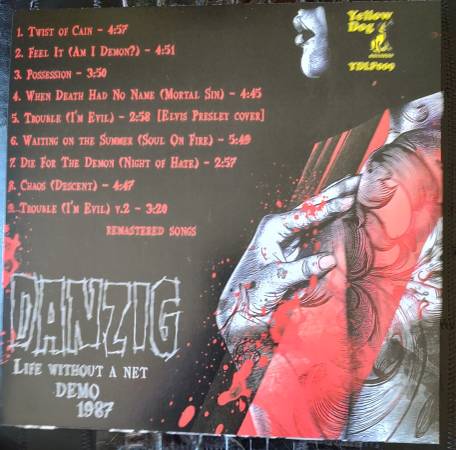 1. Twist of Cain – 4:57
2. Feel It (Am I Demon?) – 4:51
3. Possession – 3:50
4. When Death Had No Name (Mortal Sin) – 4:45
5. Trouble (I'm Evil) – 2:58 [Elvis Presley cover]
6. Waiting on the Summer (Soul On Fire) – 5:49
7. Die For The Demon (Night of Hate) – 2:57
8. Chaos (Descent) – 4:47
9. Trouble (I'm Evil) v.2 – 3:20
remastered songs
Yellow
Dog
DANZIG
Life without a net
DEMO
1987